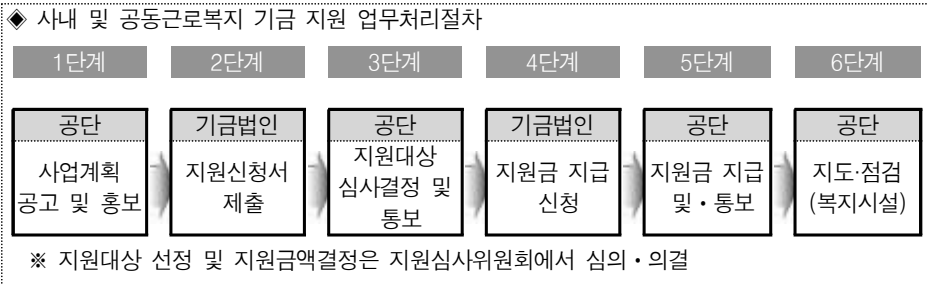 ◈ 사내 및 공동근로복지 기금 지원 업무처리절차
1단계 2단계 3단계 4단계 5단계 6단계
공단 기금법인 공단 기금법인 공단 공단
사업계획
공고 및 홍보
지원신청서
제출
지원대상
심사결정 및
통보
지원금 지급
신청
지원금 지급
및・통보
지도·점검
(복지시설)
※ 지원대상 선정 및 지원금액결정은 지원심사위원회에서 심의・의결